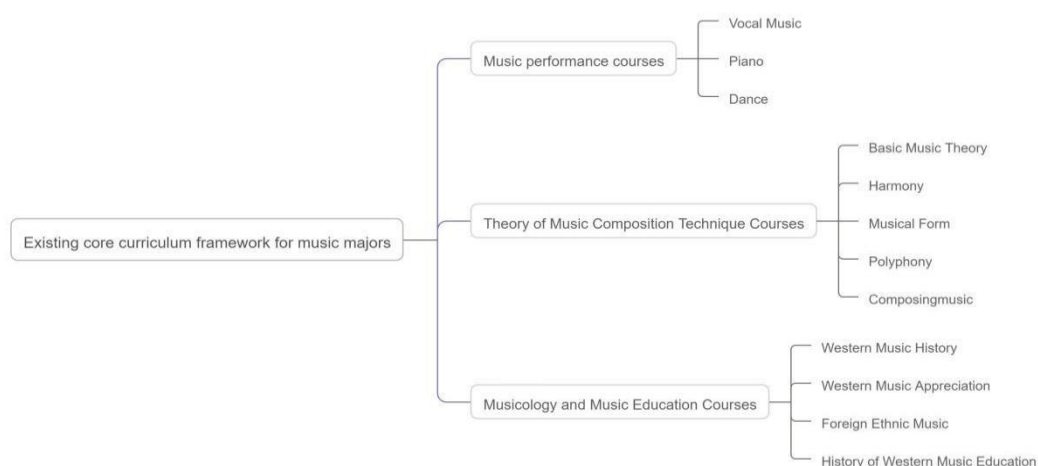 Existing core curriculum framework for music majors
Music performance courses
Vocal Music
Piano
Dance
Theory of Music Composition Technique Courses
Basic Music Theory
Harmony
Musical Form
Polyphony
Composingmusic
Musicology and Music Education Courses
Western Music History
Western Music Appreciation
Foreign Ethnic Music
History of Western Music Education